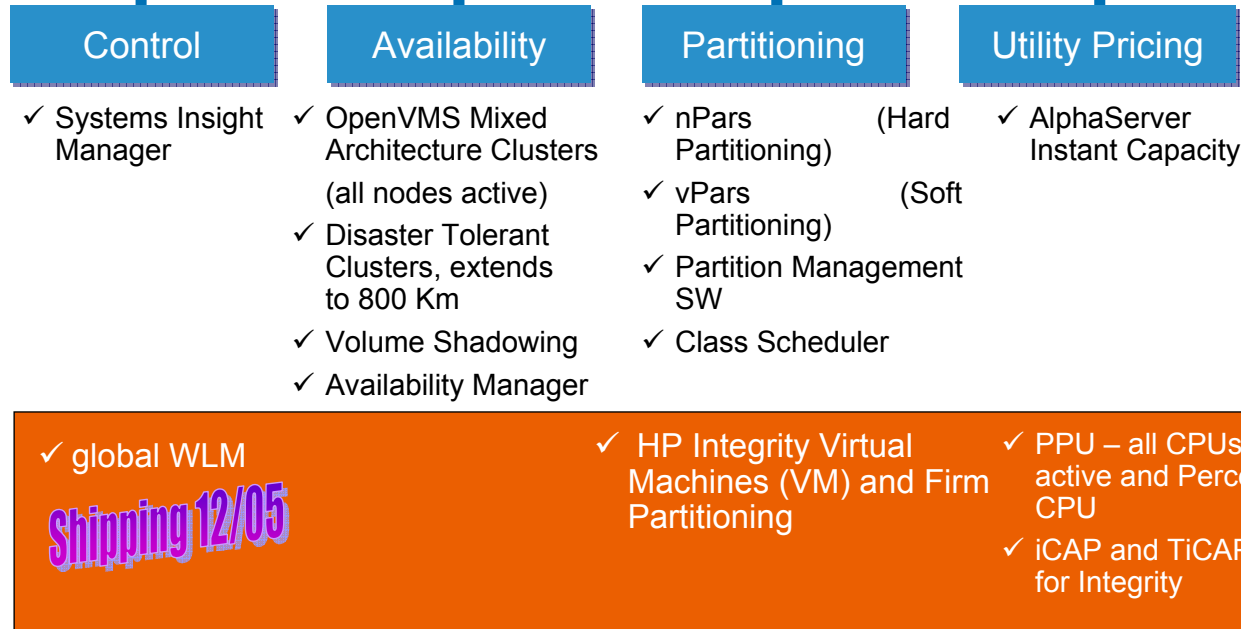 Control
Availability
Partitioning
Utility Pricing
✓ Systems Insight
Manager
✓ OpenVMS Mixed
Architecture Clusters
(all nodes active)
✓ Disaster Tolerant
Clusters, extends
to 800 Km
✓ Volume Shadowing
✓ Availability Manager
✓ nPars (Hard
Partitioning)
✓ vPars (Soft
Partitioning)
✓ Partition Management
SW
✓ Class Scheduler
✓ AlphaServer
Instant Capacity
✓ global WLM
Shipping 12/05
✓ HP Integrity Virtual
Machines (VM) and Firm
Partitioning
✓ PPU – all CPUs
active and
CPU
✓ iCAP and TiCAP
for Integrity